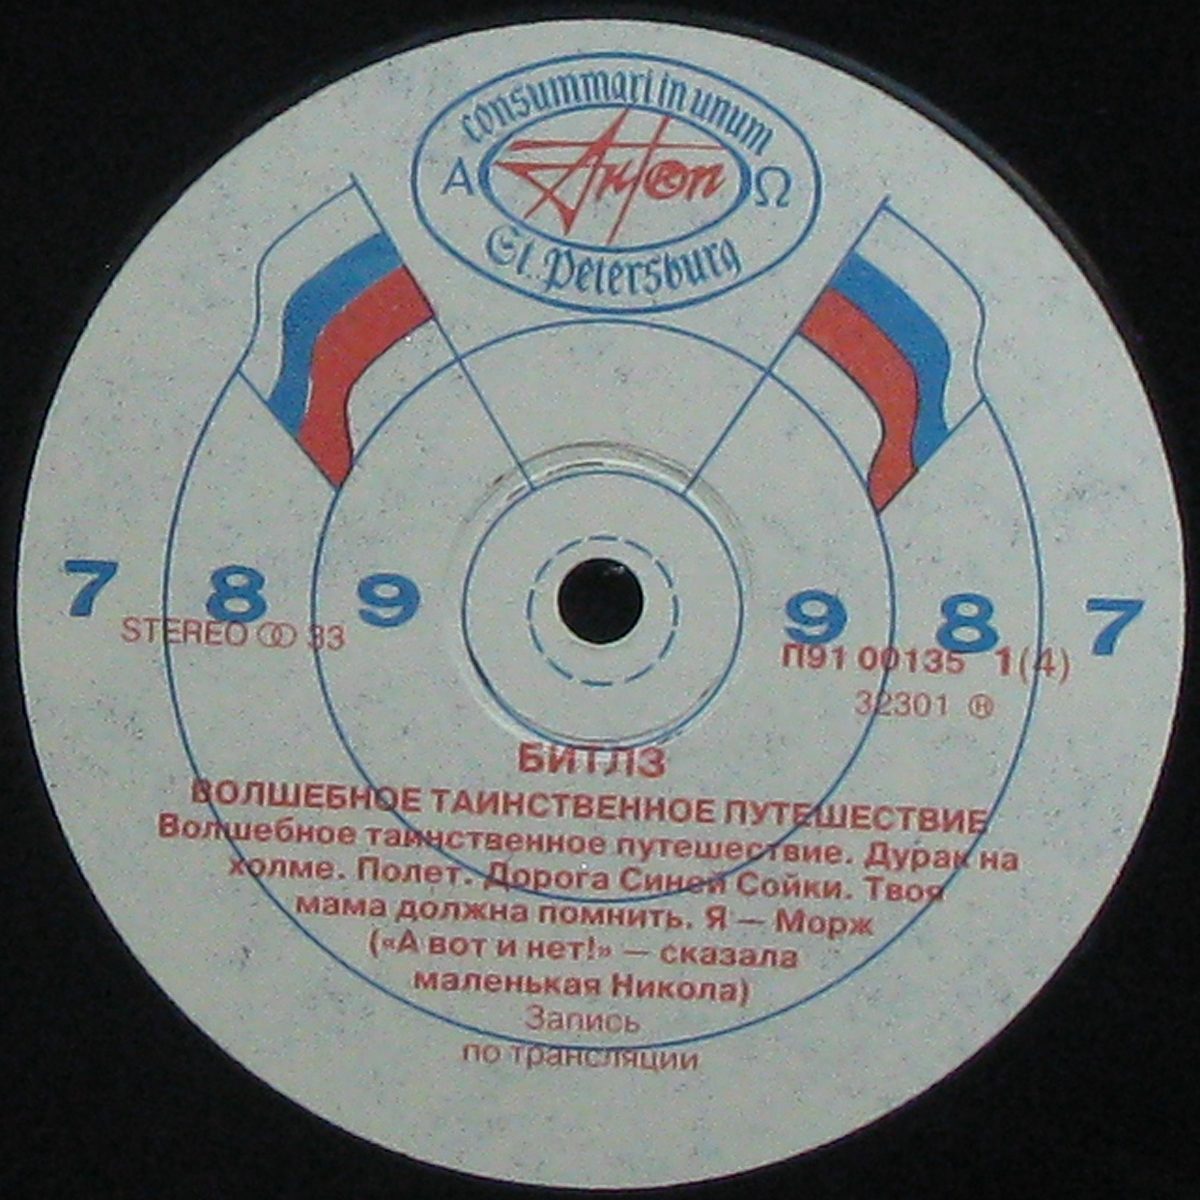 consummari in unum
Α Антоп Ω
St. Petersburg
7 8 9 9 8 7
STEREO 33
П91 00135 1(4)
32301 Ⓗ
БИТЛЗ
ВОЛШЕБНОЕ ТАИНСТВЕННОЕ ПУТЕШЕСТВИЕ
Волшебное таинственное путешествие. Дурак на
холме. Полет. Дорога Синей Сойки. Твоя
мама должна помнить. Я — Морж
(«А вот и нет!» — сказала
маленькая Никола)
Запись
по трансляции